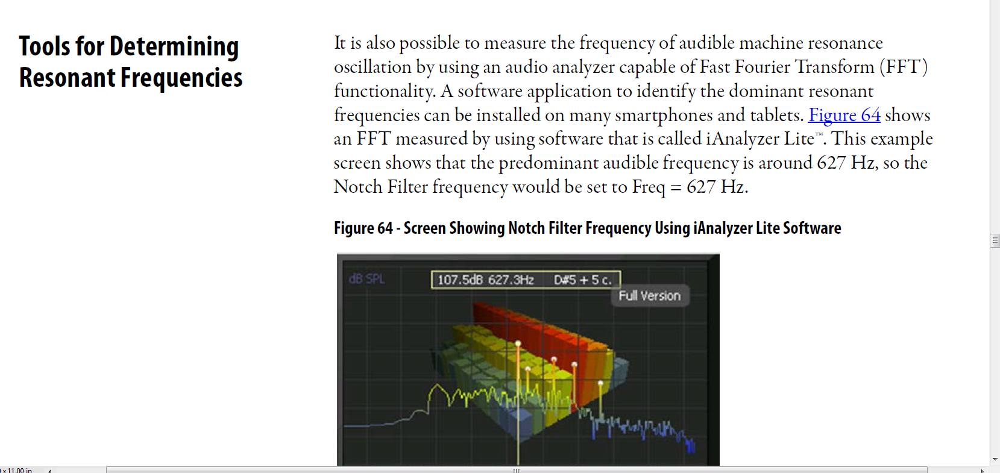 Tools for Determining
Resonant Frequencies
It is also possible to measure the frequency of audible machine resonance
oscillation by using an audio analyzer capable of Fast Fourier Transform (FFT)
functionality. A software application to identify the dominant resonant
frequencies can be installed on many smartphones and tablets. Figure 64 shows
an FFT measured by using software that is called iAnalyzer Lite™. This example
screen shows that the predominant audible frequency is around 627 Hz, so the
Notch Filter frequency would be set to Freq = 627 Hz.
Figure 64 - Screen Showing Notch Filter Frequency Using iAnalyzer Lite Software
dB SPL
107.5dB 627.3Hz D#5 + 5 c.
Full Version
x 11.00 in